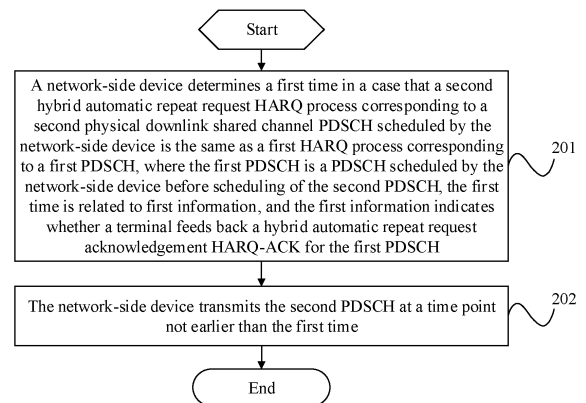 Start
A network-side device determines a first time in a case that a second
hybrid automatic repeat request HARQ process corresponding to a
second physical downlink shared channel PDSCH scheduled by the
network-side device is the same as a first HARQ process corresponding
to a first PDSCH, where the first PDSCH is a PDSCH scheduled by the
network-side device before scheduling of the second PDSCH, the first
time is related to first information, and the first information indicates
whether a terminal feeds back a hybrid automatic repeat request
acknowledgement HARQ-ACK for the first PDSCH
201
The network-side device transmits the second PDSCH at a time point
not earlier than the first time
202
End